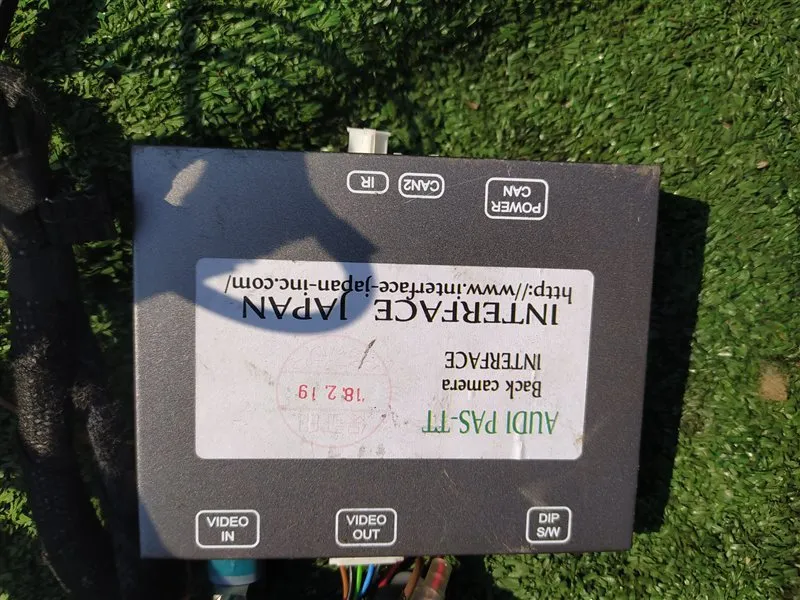 IR
CAN2
POWER
CAN
http://www.interface-japan-inc.com/
INTERFACE JAPAN
INTERFACE
Back camera
AUDI PAS-TT
'18.2.19
VIDEO
IN
VIDEO
OUT
DIP
S/W